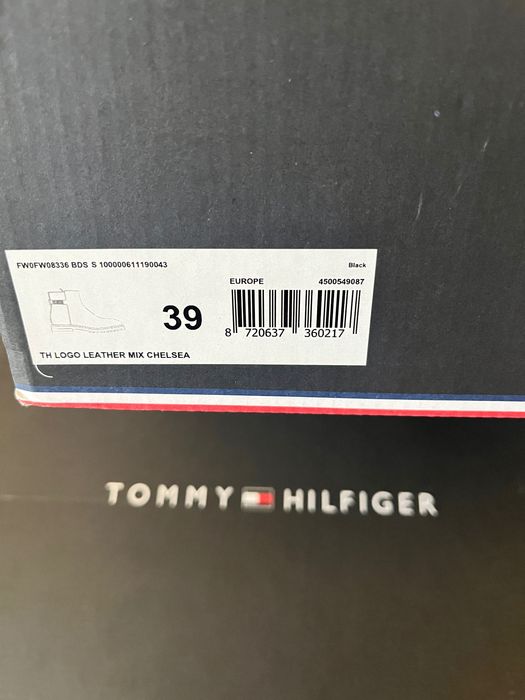 FW0FW08336 BDS S 100000611190043
Black
EUROPE 4500549087
39
8 720637 360217
TH LOGO LEATHER MIX CHELSEA
TOMMY HILFIGER